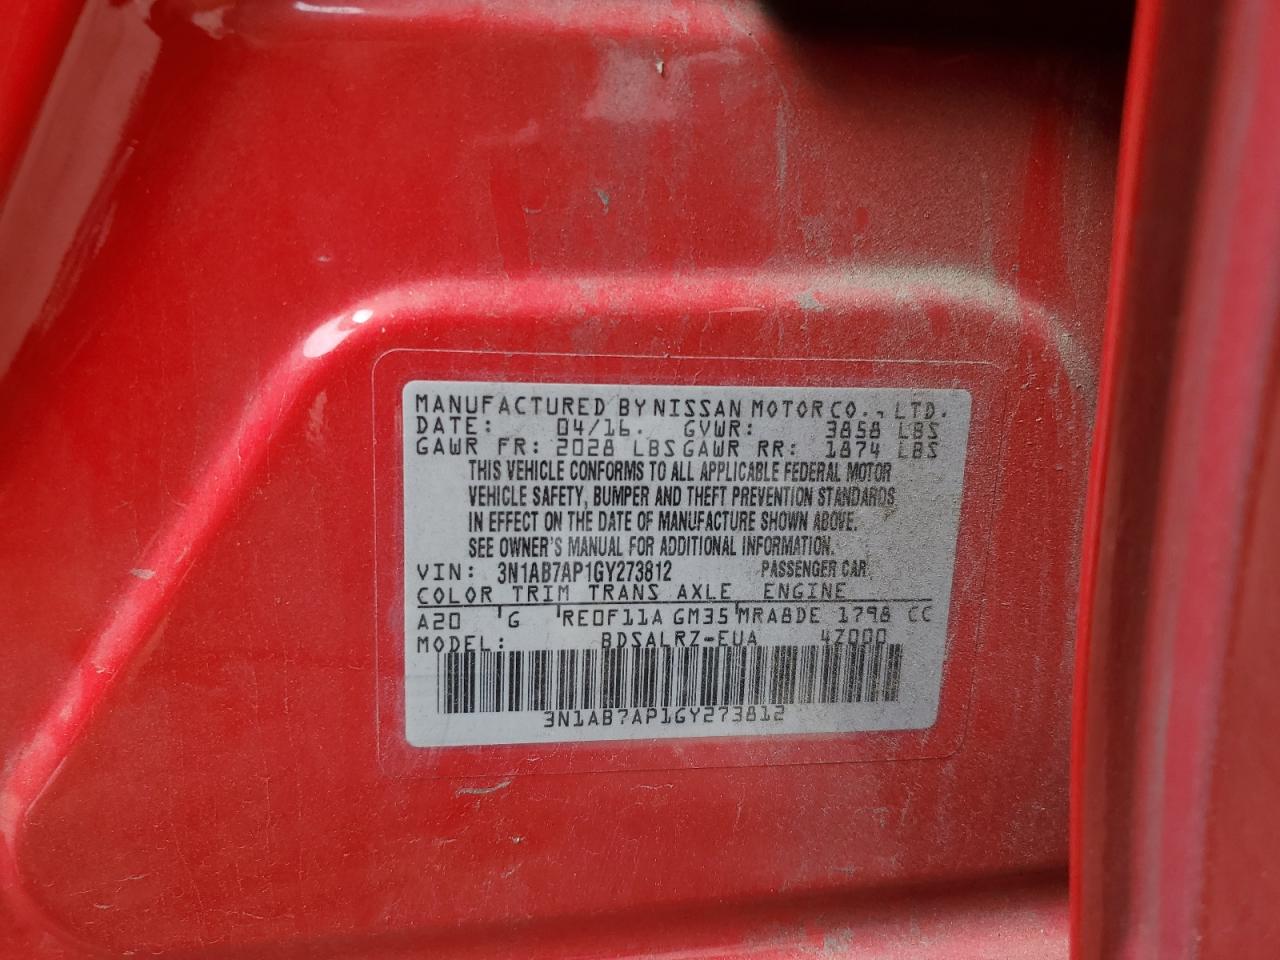 MANUFACTURED BY NISSAN MOTOR CO., LTD.
DATE: 04/16. GVWR: 3858 LBS
GAWR FR: 2028 LBS GAWR RR: 1874 LBS
THIS VEHICLE CONFORMS TO ALL APPLICABLE FEDERAL MOTOR
VEHICLE SAFETY, BUMPER AND THEFT PREVENTION STANDARDS
IN EFFECT ON THE DATE OF MANUFACTURE SHOWN ABOVE.
SEE OWNER'S MANUAL FOR ADDITIONAL INFORMATION.
VIN: 3N1AB7AP1GY273812 PASSENGER CAR
COLOR TRIM TRANS AXLE ENGINE
A20 G RE0F11A GM35 MRA8DE 1798 CC
MODEL: BDSALRZ-EUA 4Z000
3N1AB7AP1GY273812